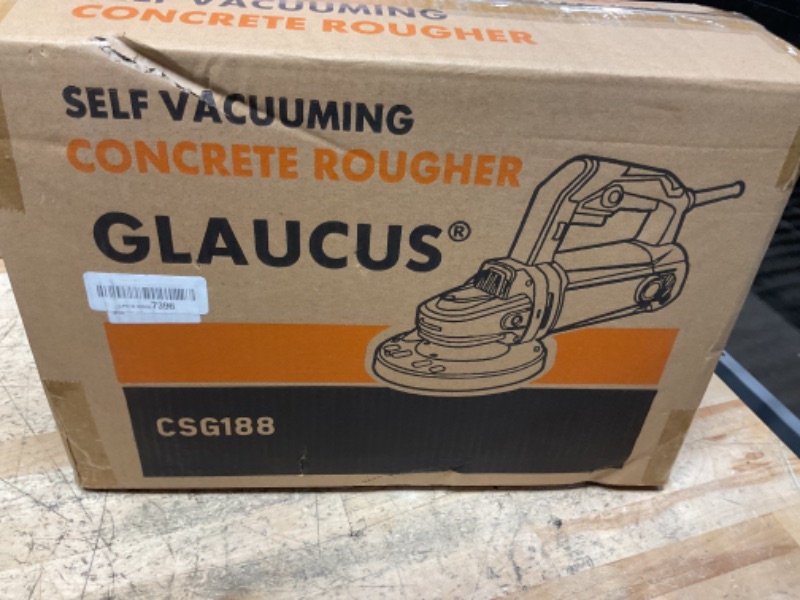 SELF VACUUMING
CONCRETE ROUGHER
SELF VACUUMING
CONCRETE ROUGHER
GLAUCUS®
7396
CSG188